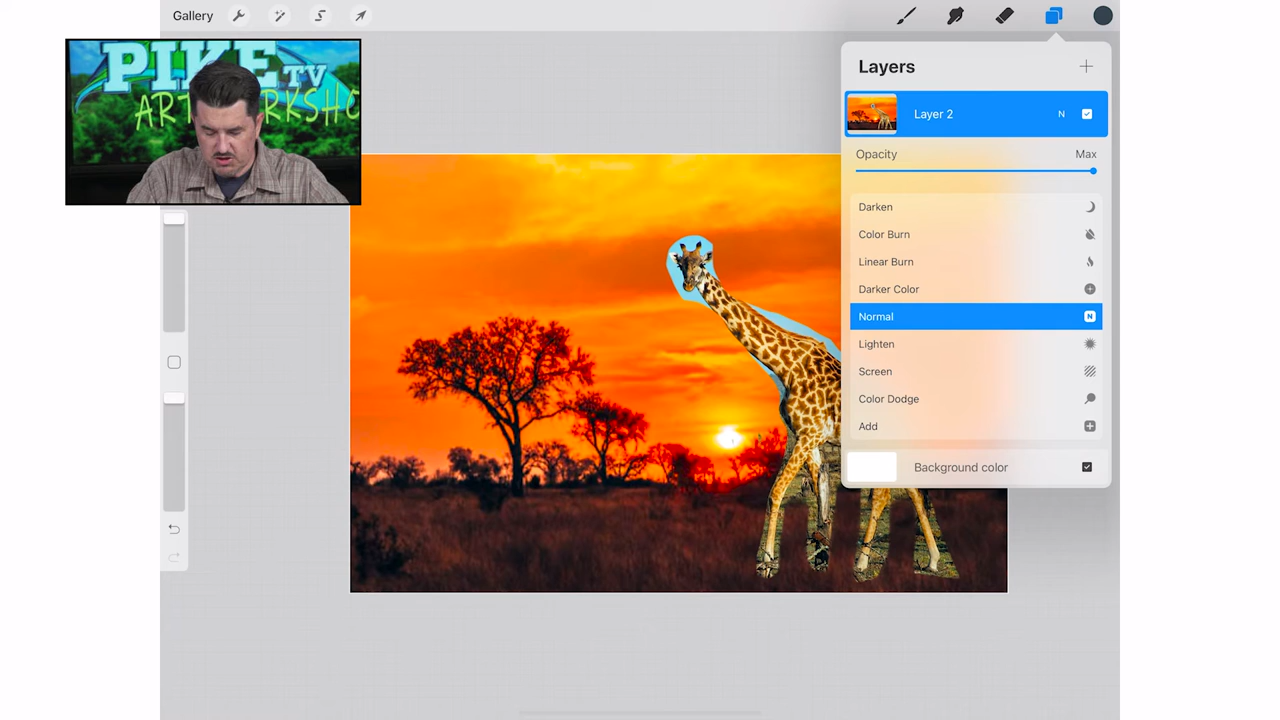 Gallery
Layers
Layer 2 N
Opacity Max
Darken
Color Burn
Linear Burn
Darker Color
Normal N
Lighten
Screen
Color Dodge
Add
Background color
PIKE TV